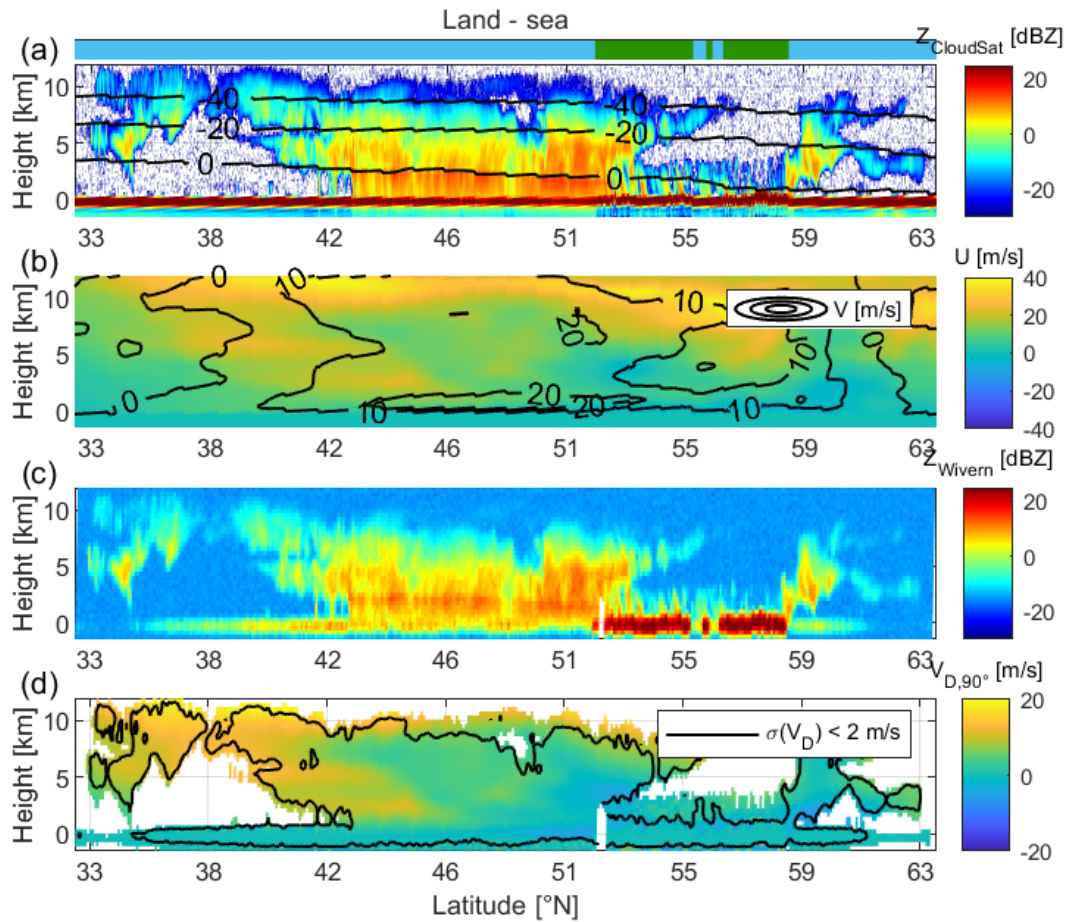 Land - sea
(a)
Z_CloudSat [dBZ]
Height [km]
10
5
0
-40
-20
0
-40
-20
0
20
0
-20
33 38 42 46 51 55 59 63
(b)
U [m/s]
Height [km]
10
5
0
0
10
20
10
V [m/s]
10
0
0
10
20
20
10
40
20
0
-20
-40
33 38 42 46 51 55 59 63
(c)
Z_Wivern [dBZ]
Height [km]
10
5
0
20
0
-20
33 38 42 46 51 55 59 63
(d)
V_D,90° [m/s]
Height [km]
10
5
0
σ(V_D) < 2 m/s
20
0
-20
33 38 42 46 51 55 59 63
Latitude [°N]